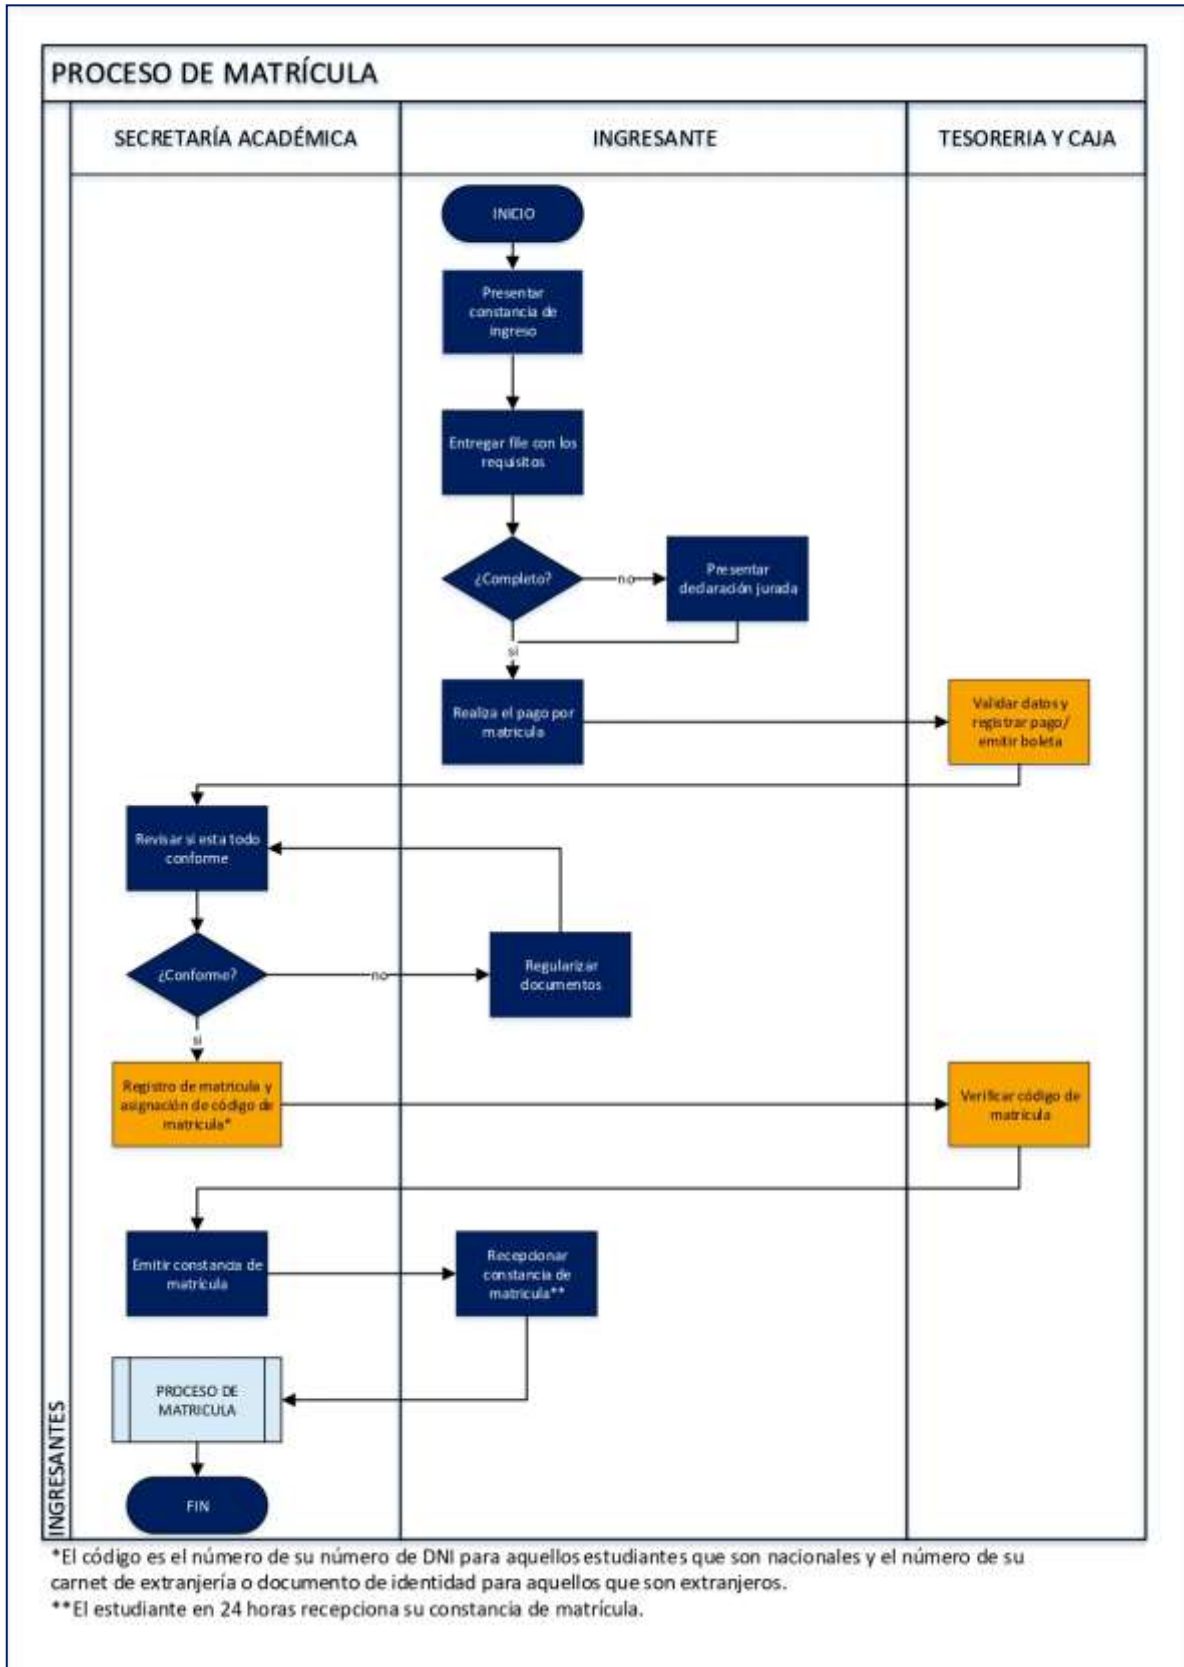 PROCESO DE MATRÍCULA
SECRETARÍA ACADÉMICA
INGRESANTE
TESORERIA Y CAJA
INICIO
Presentar
constancia de
ingreso
Entregar file con los
requisitos
¿Completo?
no
Presentar
declaración jurada
si
Realiza el pago por
matricula
Validar datos y
registrar pago/
emitir boleta
Revisar si esta todo
conforme
¿Conforme?
no
Regularizar
documentos
si
Registro de matricula y
asignación de código de
matrícula*
Verificar código de
matrícula
Emitir constancia de
matrícula
Recepcionar
constancia de
matricula**
PROCESO DE
MATRICULA
FIN
INGRESANTES
*El código es el número de su número de DNI para aquellos estudiantes que son nacionales y el número de su
carnet de extranjería o documento de identidad para aquellos que son extranjeros.
**El estudiante en 24 horas recepciona su constancia de matrícula.